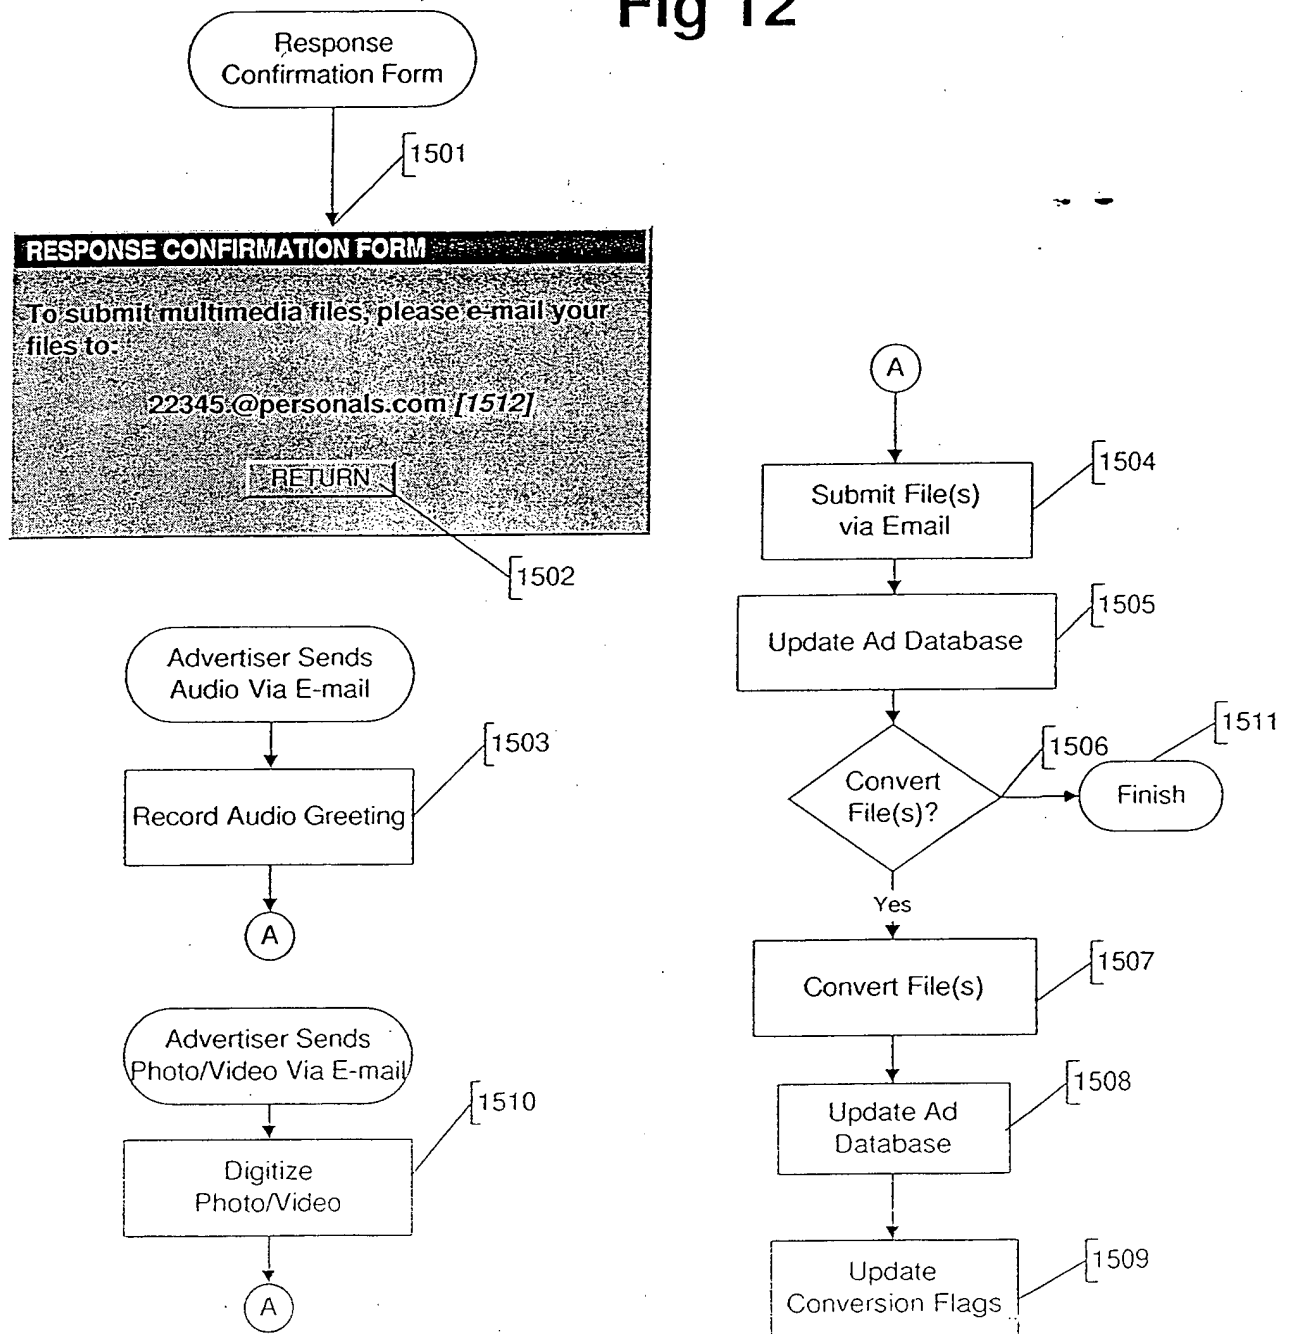 Fig 12
Response
Confirmation Form
1501
RESPONSE CONFIRMATION FORM
To submit multimedia files, please e-mail your
files to:
22345.@personals.com [1512]
RETURN
1502
Advertiser Sends
Audio Via E-mail
1503
Record Audio Greeting
A
Advertiser Sends
Photo/Video Via E-mail
1510
Digitize
Photo/Video
A
A
1504
Submit File(s)
via Email
1505
Update Ad Database
1506
1511
Convert
File(s)?
Finish
Yes
1507
Convert File(s)
1508
Update Ad
Database
1509
Update
Conversion Flags